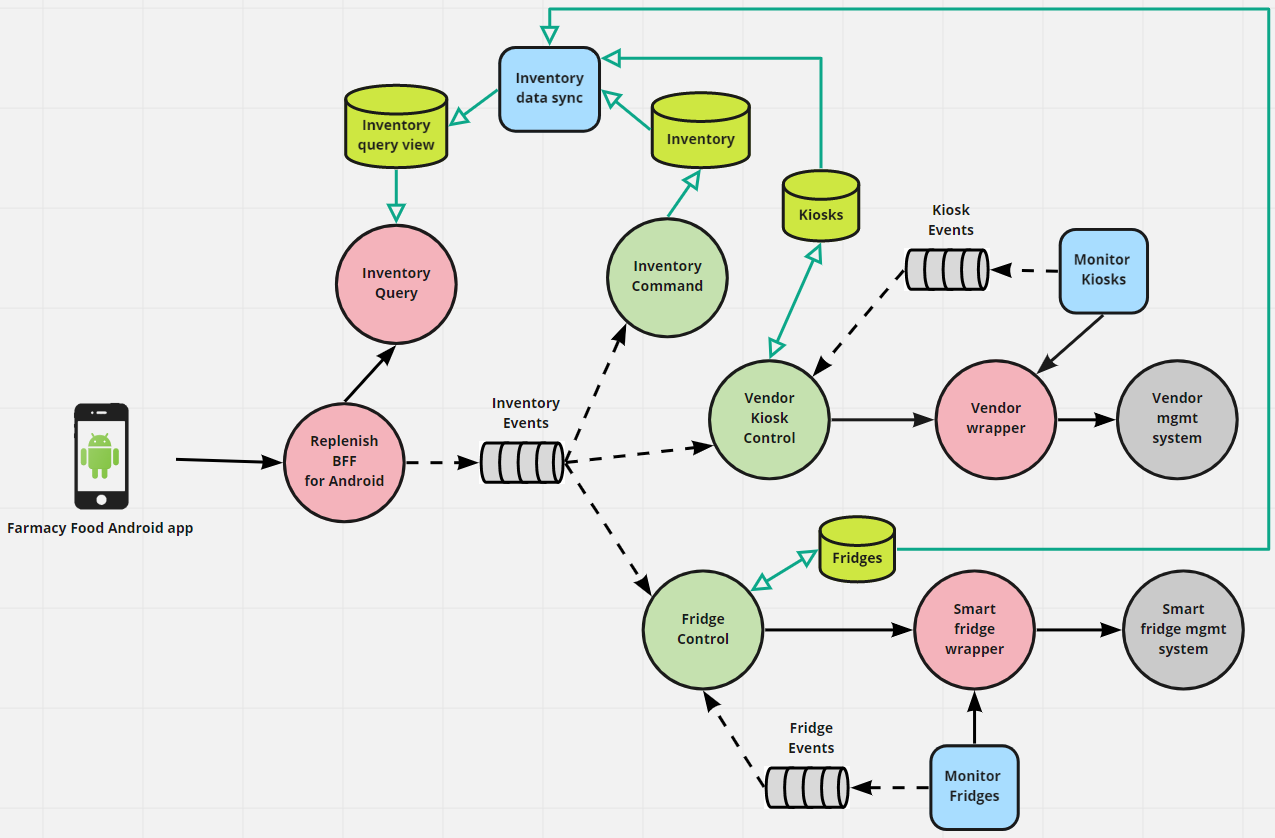 Inventory
data sync
Inventory
query view
Inventory
Kiosks
Kiosk
Events
Monitor
Kiosks
Inventory
Query
Inventory
Command
Inventory
Events
Vendor
Kiosk
Control
Vendor
wrapper
Vendor
mgmt
system
Replenish
BFF
for Android
Farmacy Food Android app
Fridges
Fridge
Control
Smart
fridge
wrapper
Smart
fridge mgmt
system
Fridge
Events
Monitor
Fridges